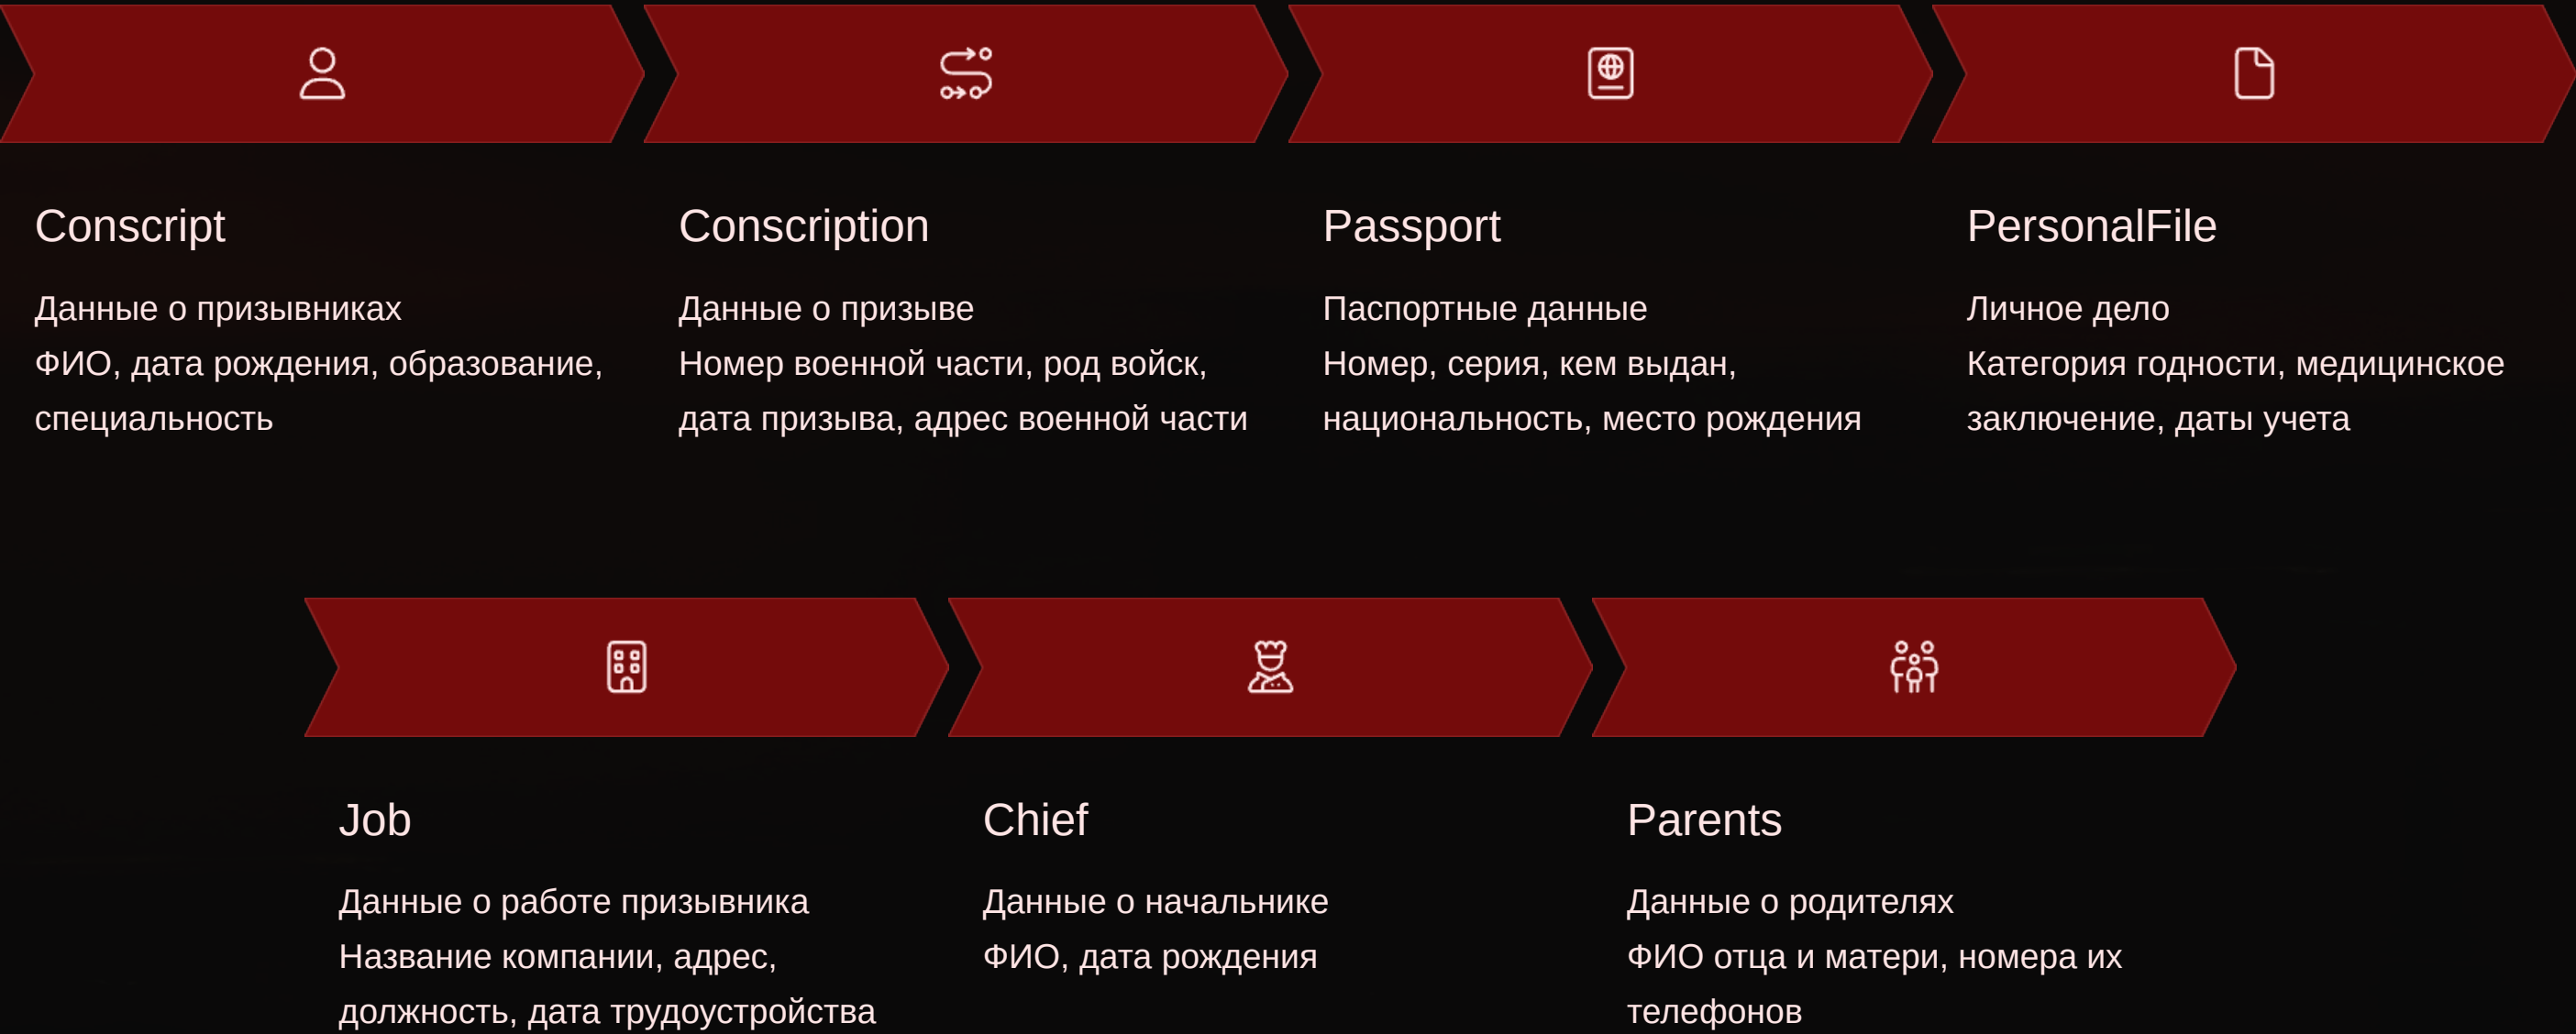 Conscript
Данные о призывниках
ФИО, дата рождения, образование,
специальность
Conscription
Данные о призыве
Номер военной части, род войск,
дата призыва, адрес военной части
Passport
Паспортные данные
Номер, серия, кем выдан,
национальность, место рождения
PersonalFile
Личное дело
Категория годности, медицинское
заключение, даты учета
Job
Данные о работе призывника
Название компании, адрес,
должность, дата трудоустройства
Chief
Данные о начальнике
ФИО, дата рождения
Parents
Данные о родителях
ФИО отца и матери, номера их
телефонов